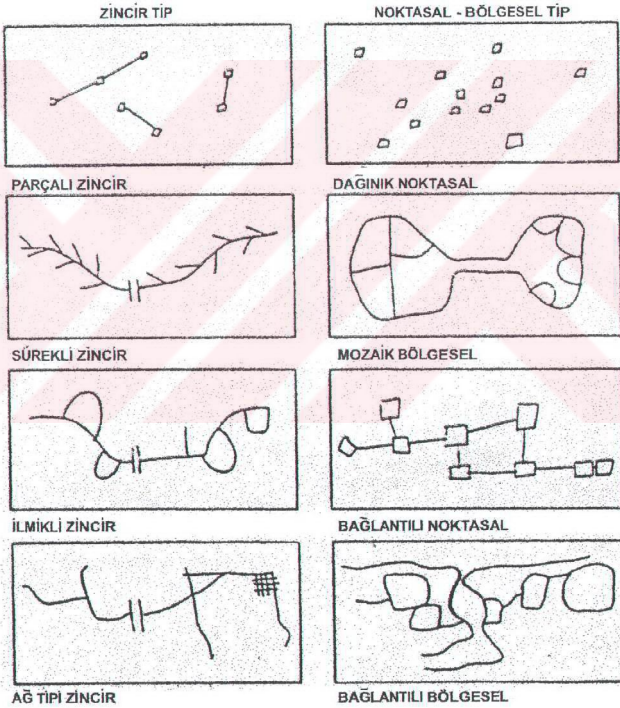 ZİNCİR TİP
NOKTASAL - BÖLGESEL TİP
PARÇALI ZİNCİR
DAĞINIK NOKTASAL
SÜREKLİ ZİNCİR
MOZAİK BÖLGESEL
İLMİKLİ ZİNCİR
BAĞLANTILI NOKTASAL
AĞ TİPİ ZİNCİR
BAĞLANTILI BÖLGESEL